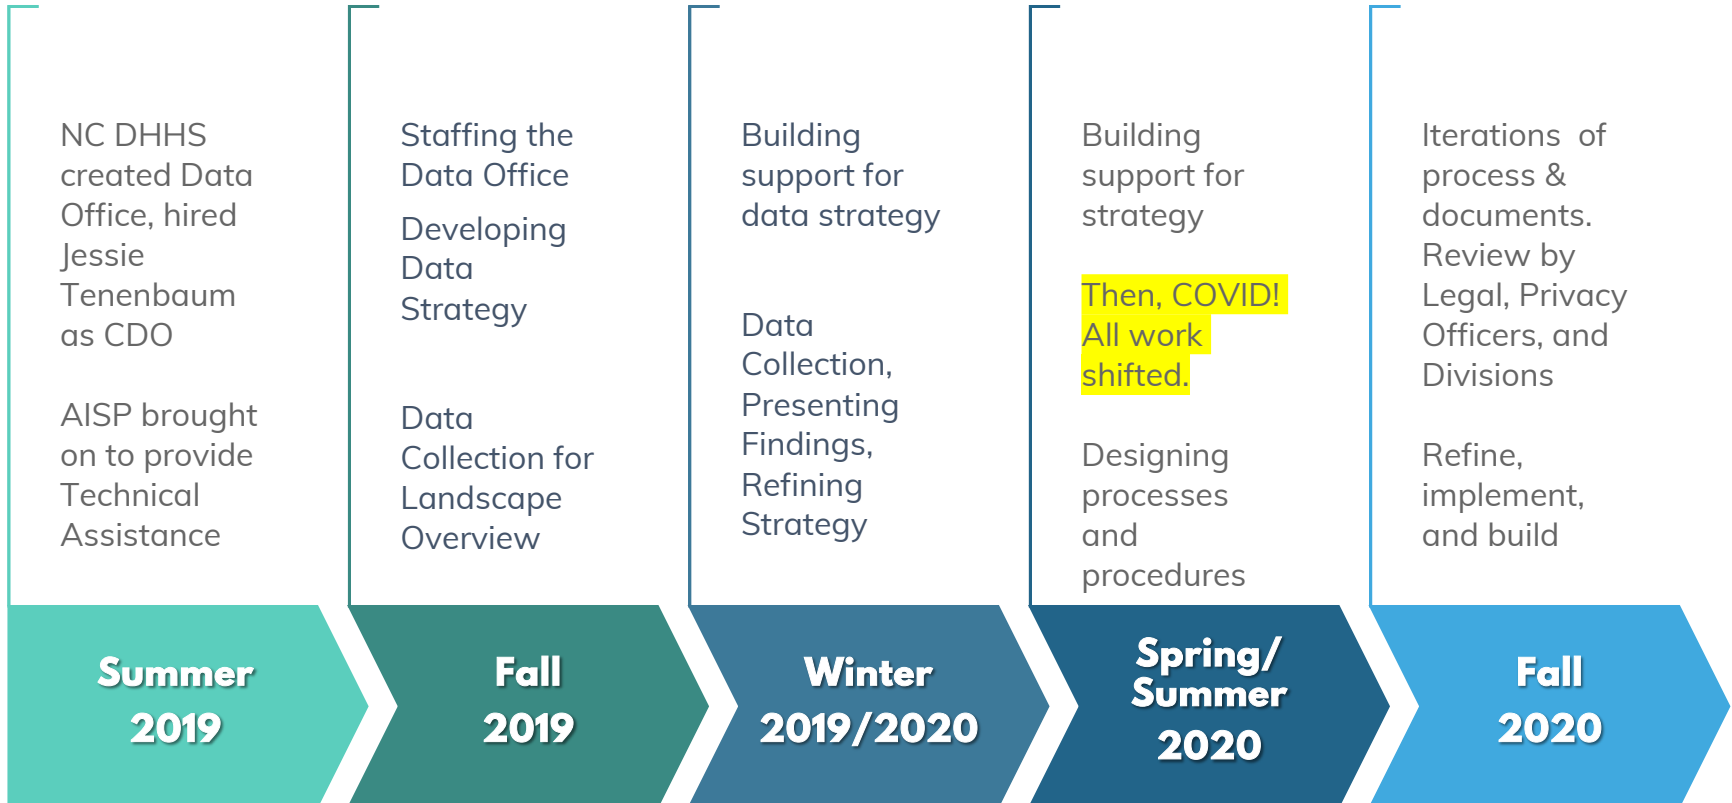 NC DHHS
created Data
Office, hired
Jessie
Tenenbaum
as CDO
AISP brought
on to provide
Technical
Assistance
Summer
2019
Staffing the
Data Office
Developing
Data
Strategy
Data
Collection for
Landscape
Overview
Fall
2019
Building
support for
data strategy
Data
Collection,
Presenting
Findings,
Refining
Strategy
Winter
2019/2020
Building
support for
strategy
Then, COVID!
All work
shifted.
Designing
processes
and
procedures
Spring/
Summer
2020
Iterations  of
process &
documents.
Review by
Legal, Privacy
Officers, and
Divisions
Refine,
implement,
and build
Fall
2020